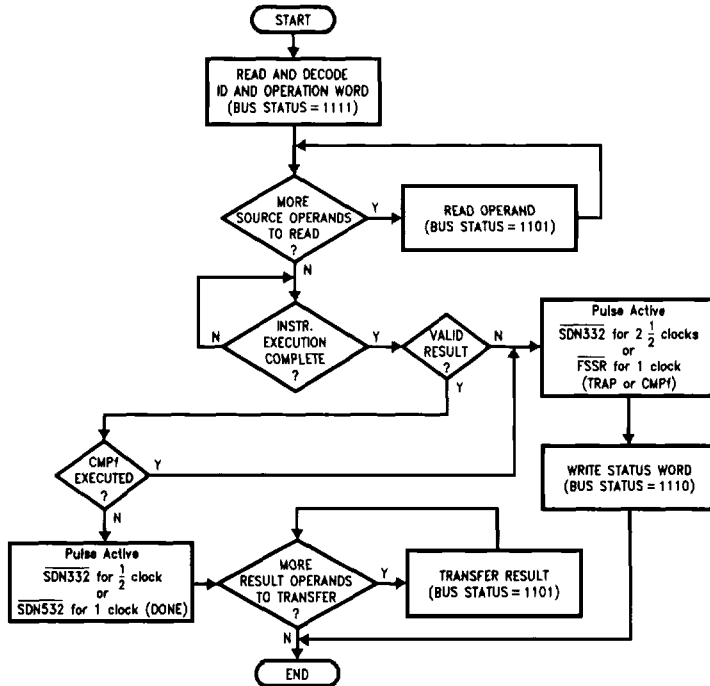 START
READ AND DECODE
ID AND OPERATION WORD
(BUS STATUS = 1111)
MORE
SOURCE OPERANDS
TO READ
?
Y
READ OPERAND
(BUS STATUS = 1101)
N
INSTR.
EXECUTION
COMPLETE
?
N
Y
VALID
RESULT
?
N
Y
Pulse Active
SDN332 for 2 1/2 clocks
or
FSSR for 1 clock
(TRAP or CMPf)
WRITE STATUS WORD
(BUS STATUS = 1110)
CMPf
EXECUTED
?
Y
N
Pulse Active
SDN332 for 1/2 clock
or
SDN532 for 1 clock (DONE)
MORE
RESULT OPERANDS
TO TRANSFER
?
Y
TRANSFER RESULT
(BUS STATUS = 1101)
N
END